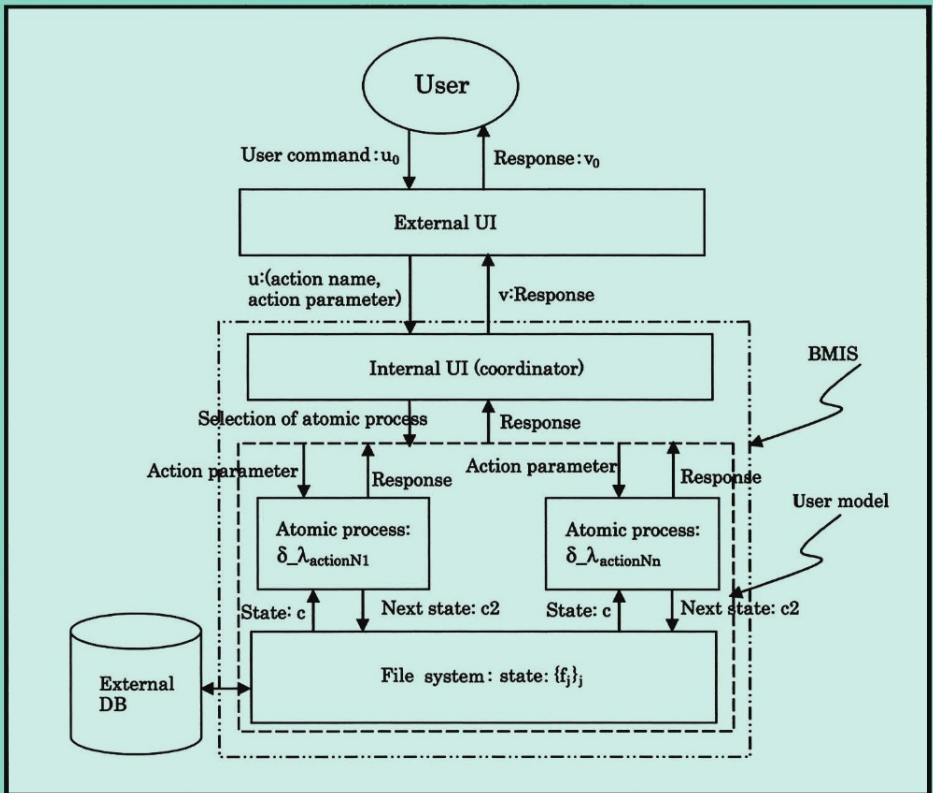 User
User command:u₀
Response:v₀
External UI
u:(action name,
action parameter)
v:Response
BMIS
Internal UI (coordinator)
Selection of atomic process
Response
Action parameter
Response
Action parameter
Response
User model
Atomic process:
δ_λactionN1
Atomic process:
δ_λactionNn
State: c
Next state: c2
State: c
Next state: c2
External
DB
File system: state: {fⱼ}ⱼ